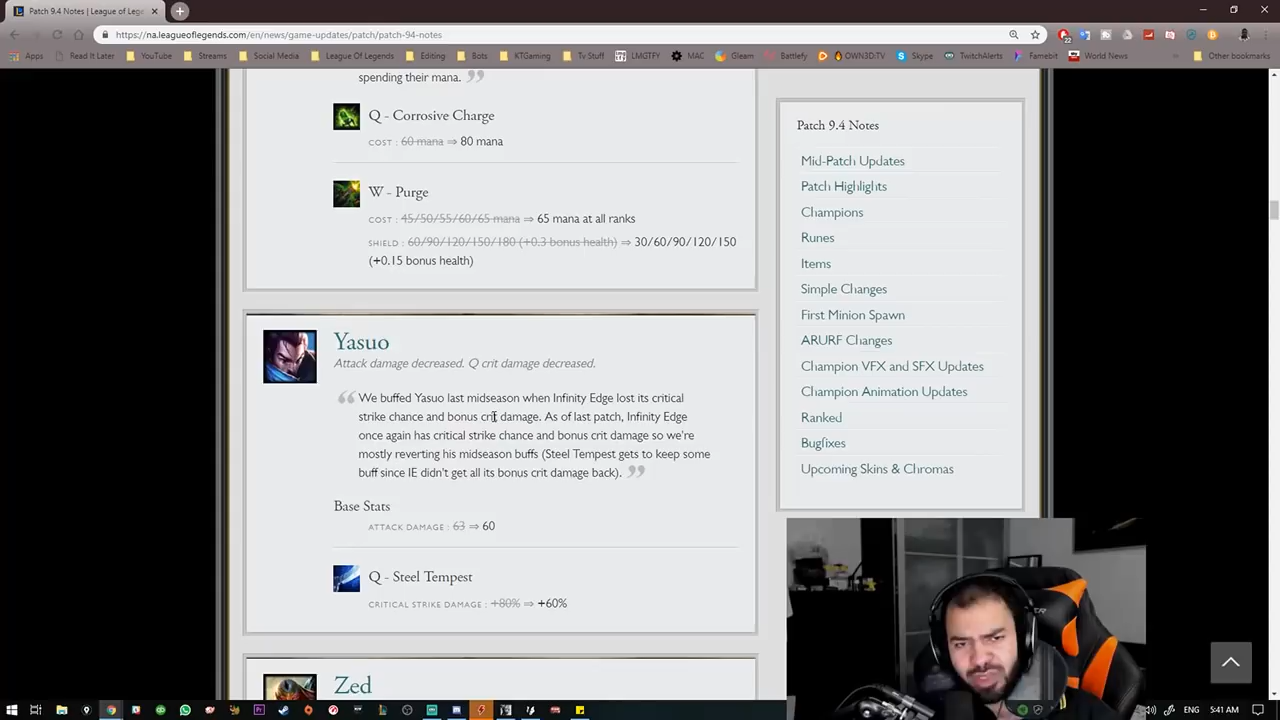 Patch 9.4 Notes | League of Lege
https://na.leagueoflegends.com/en/news/game-updates/patch/patch-94-notes
Apps Read It Later YouTube Streams Social Media League Of Legends Editing Bots KTGaming Tv Stuff LMGTFY MAC Gleam Battlefy OWN3D:TV Skype TwitchAlerts Famebit World News Other bookmarks
spending their mana.
Q - Corrosive Charge
COST : 60 mana ⇒ 80 mana
W - Purge
COST : 45/50/55/60/65 mana ⇒ 65 mana at all ranks
SHIELD : 60/90/120/150/180 (+0.3 bonus health) ⇒ 30/60/90/120/150
(+0.15 bonus health)
Yasuo
Attack damage decreased. Q crit damage decreased.
We buffed Yasuo last midseason when Infinity Edge lost its critical
strike chance and bonus crit damage. As of last patch, Infinity Edge
once again has critical strike chance and bonus crit damage so we're
mostly reverting his midseason buffs (Steel Tempest gets to keep some
buff since IE didn't get all its bonus crit damage back).
Base Stats
ATTACK DAMAGE : 63 ⇒ 60
Q - Steel Tempest
CRITICAL STRIKE DAMAGE : +80% ⇒ +60%
Zed
Patch 9.4 Notes
Mid-Patch Updates
Patch Highlights
Champions
Runes
Items
Simple Changes
First Minion Spawn
ARURF Changes
Champion VFX and SFX Updates
Champion Animation Updates
Ranked
Bugfixes
Upcoming Skins & Chromas
ENG 5:41 AM